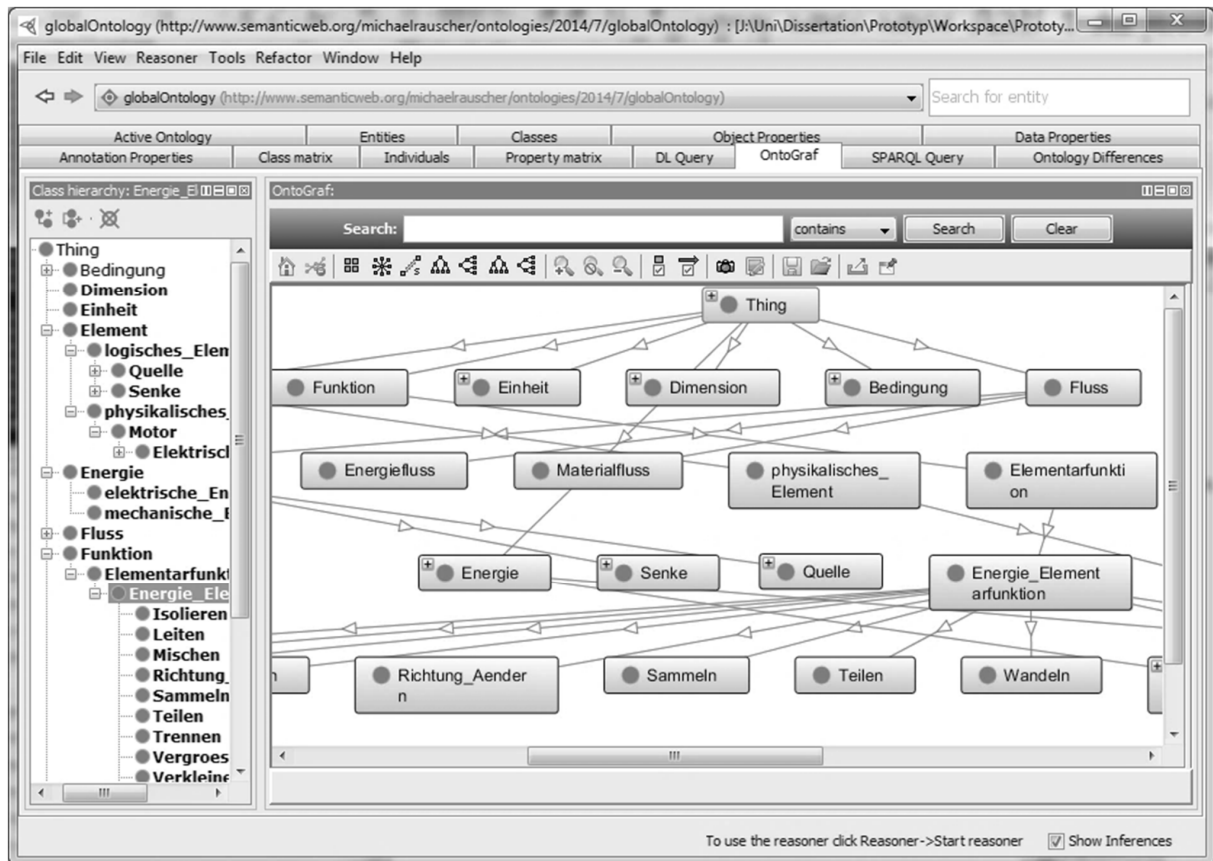 globalOntology (http://www.semanticweb.org/michaelrauscher/ontologies/2014/7/globalOntology) : [J:\Uni\Dissertation\Prototyp\Workspace\Prototy...
File Edit View Reasoner Tools Refactor Window Help
globalOntology (http://www.semanticweb.org/michaelrauscher/ontologies/2014/7/globalOntology)
Search for entity
Active Ontology Entities Classes Object Properties Data Properties
Annotation Properties Class matrix Individuals Property matrix DL Query OntoGraf SPARQL Query Ontology Differences
Class hierarchy: Energie_El
Thing
Bedingung
Dimension
Einheit
Element
logisches_Elem
Quelle
Senke
physikalisches_
Motor
Elektrisch
Energie
elektrische_En
mechanische_E
Fluss
Funktion
Elementarfunkt
Energie_Ele
Isolieren
Leiten
Mischen
Richtung_
Sammeln
Teilen
Trennen
Vergroes
Verkleine
OntoGraf:
Search: contains Search Clear
Thing
Funktion Einheit Dimension Bedingung Fluss
Energiefluss Materialfluss physikalisches_
Element Elementarfunkti
on
Energie Senke Quelle Energie_Element
arfunktion
n Richtung_Aender
n Sammeln Teilen Wandeln
To use the reasoner click Reasoner->Start reasoner Show Inferences